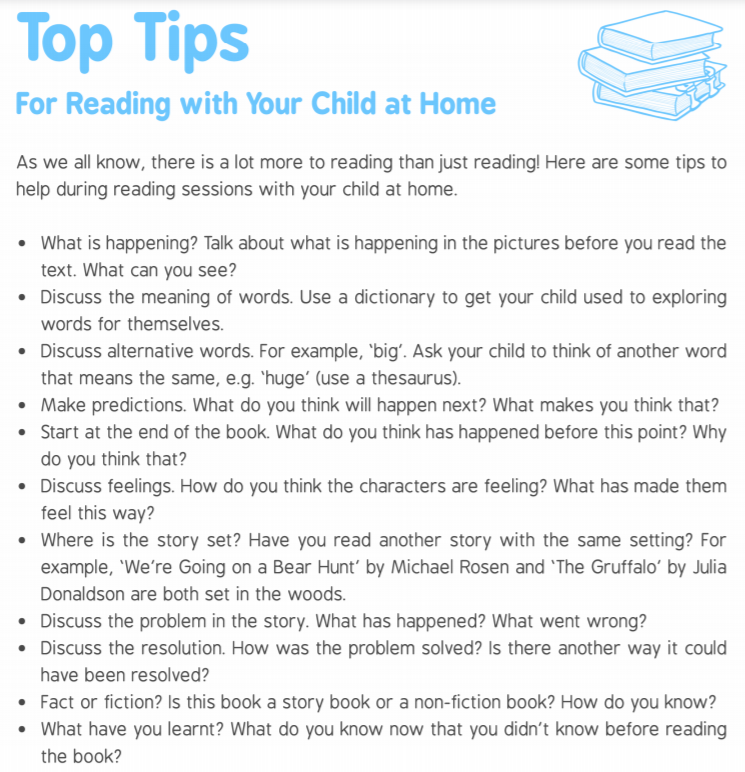 Top Tips
For Reading with Your Child at Home
As we all know, there is a lot more to reading than just reading! Here are some tips to
help during reading sessions with your child at home.
• What is happening? Talk about what is happening in the pictures before you read the
text. What can you see?
• Discuss the meaning of words. Use a dictionary to get your child used to exploring
words for themselves.
• Discuss alternative words. For example, ‘big’. Ask your child to think of another word
that means the same, e.g. ‘huge’ (use a thesaurus).
• Make predictions. What do you think will happen next? What makes you think that?
• Start at the end of the book. What do you think has happened before this point? Why
do you think that?
• Discuss feelings. How do you think the characters are feeling? What has made them
feel this way?
• Where is the story set? Have you read another story with the same setting? For
example, ‘We’re Going on a Bear Hunt’ by Michael Rosen and ‘The Gruffalo’ by Julia
Donaldson are both set in the woods.
• Discuss the problem in the story. What has happened? What went wrong?
• Discuss the resolution. How was the problem solved? Is there another way it could
have been resolved?
• Fact or fiction? Is this book a story book or a non-fiction book? How do you know?
• What have you learnt? What do you know now that you didn’t know before reading
the book?